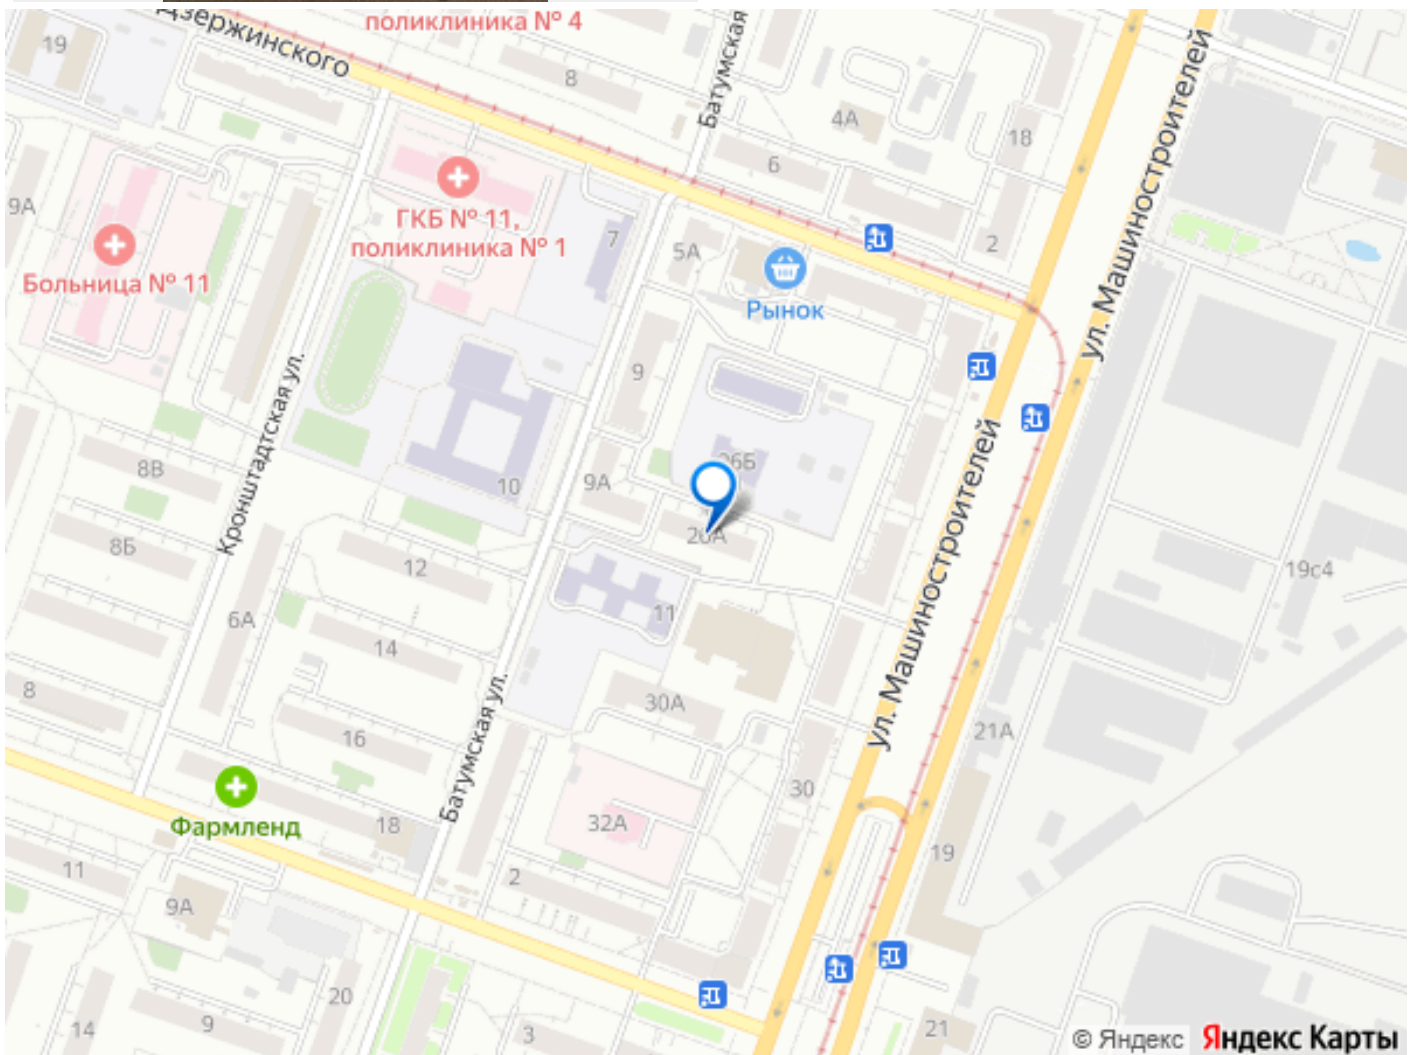 поликлиника № 4
Дзержинского
19
8
Батумская
4А
18
6
ул. Машиностроителей
9А
ГКБ № 11,
поликлиника № 1
7
5А
2
Больница № 11
Рынок
9
Кронштадтская ул.
8В
10
9А
26Б
26А
8Б
12
19с4
6А
14
11
ул. Машиностроителей
8
30А
16
21А
Батумская ул.
30
Фармленд
18
32А
19
11
2
9А
20
14
9
3
21
© Яндекс Яндекс Карты